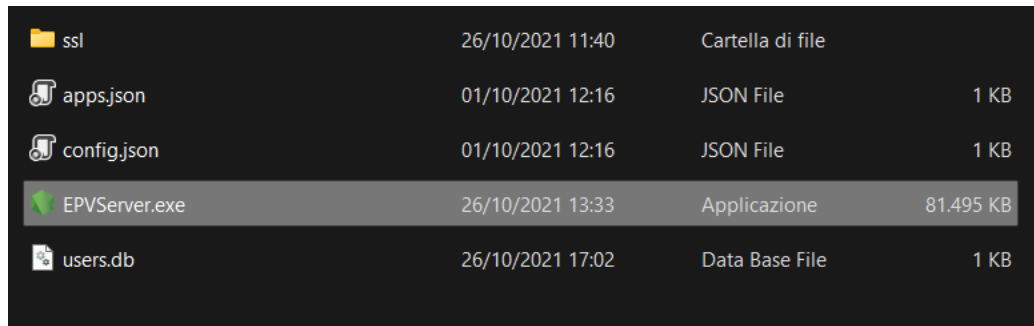 ssl 26/10/2021 11:40 Cartella di file
apps.json 01/10/2021 12:16 JSON File 1 KB
config.json 01/10/2021 12:16 JSON File 1 KB
EPVServer.exe 26/10/2021 13:33 Applicazione 81.495 KB
users.db 26/10/2021 17:02 Data Base File 1 KB